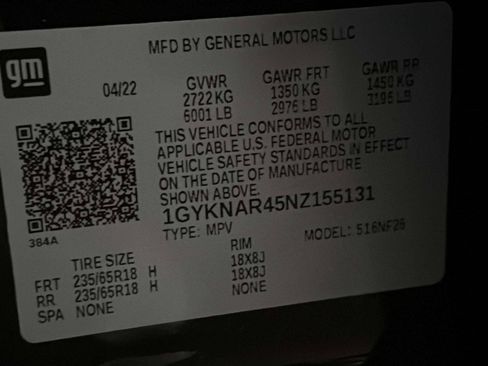 gm
MFD BY GENERAL MOTORS LLC
04/22 GVWR GAWR FRT GAWR RR
2722 KG 1350 KG 1450 KG
6001 LB 2976 LB 3196 LB
THIS VEHICLE CONFORMS TO ALL
APPLICABLE U.S. FEDERAL MOTOR
VEHICLE SAFETY STANDARDS IN EFFECT
ON THE DATE OF MANUFACTURE
SHOWN ABOVE.
1GYKNAR45NZ155131
384A
TYPE: MPV MODEL: 516NF26
TIRE SIZE RIM
FRT 235/65R18 H 18X8J
RR 235/65R18 H 18X8J
SPA NONE NONE